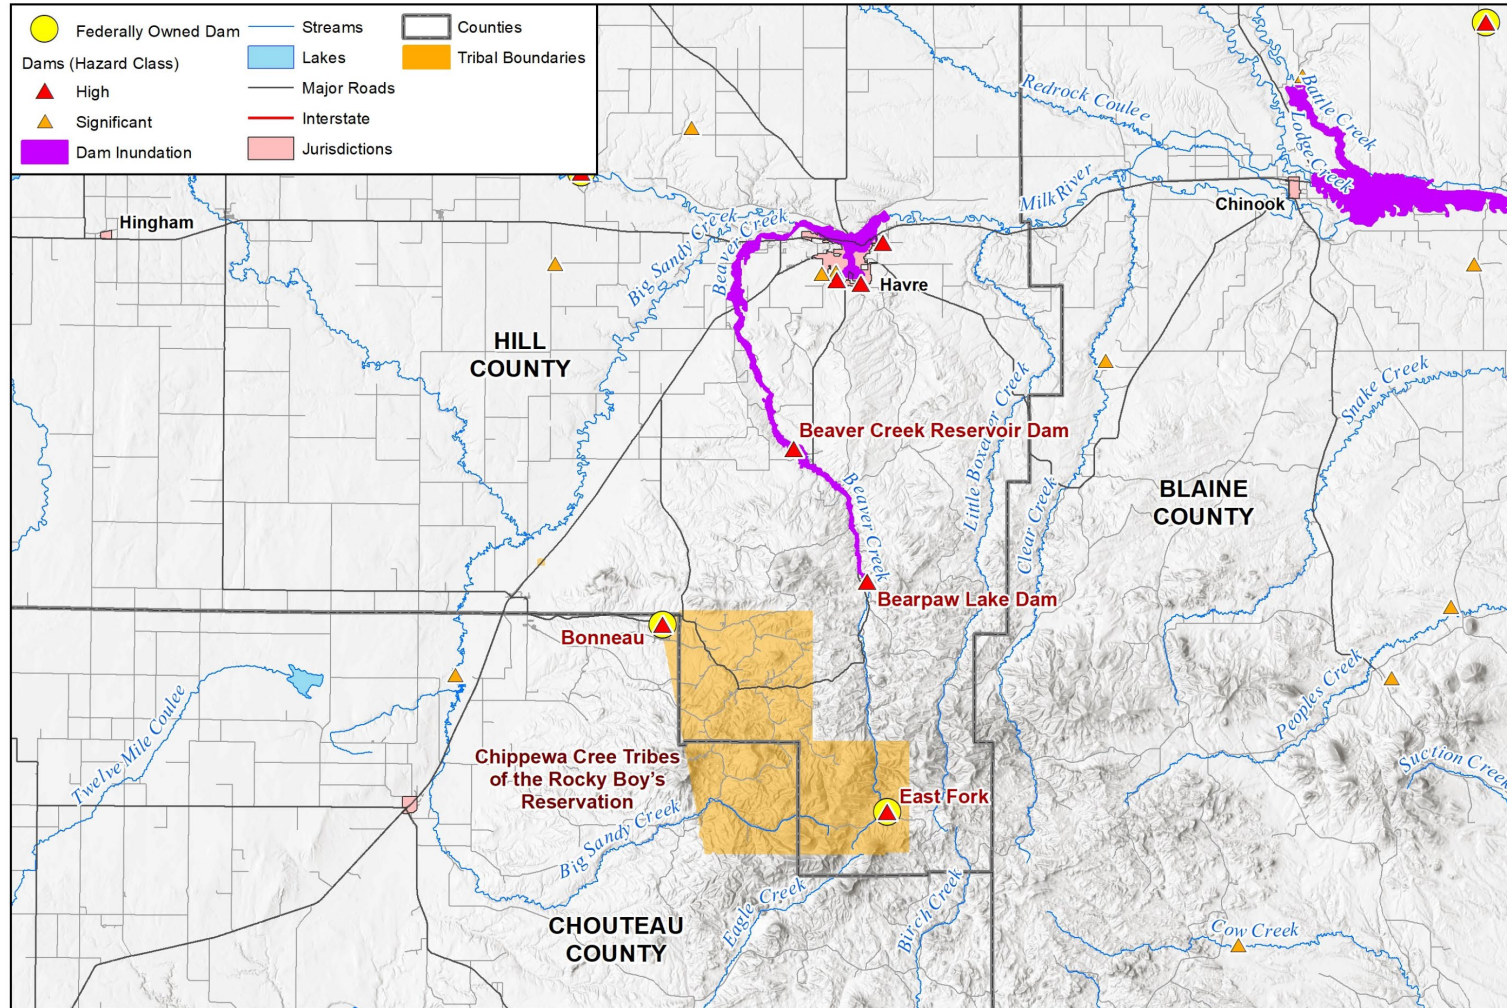 Federally Owned Dam
Dams (Hazard Class)
High
Significant
Dam Inundation
Streams
Lakes
Major Roads
Interstate
Jurisdictions
Counties
Tribal Boundaries
Redrock Coulee
Battle Creek
Lodge Creek
Milk River
Chinook
Hingham
Big Sandy Creek
Beaver Creek
Havre
HILL
COUNTY
Snake Creek
Little Boxelder Creek
Beaver Creek Reservoir Dam
Beaver Creek
Clear Creek
BLAINE
COUNTY
Bearpaw Lake Dam
Bonneau
Peoples Creek
Suction Creek
Twelve Mile Coulee
Chippewa Cree Tribes
of the Rocky Boy's
Reservation
East Fork
Big Sandy Creek
Eagle Creek
Birch Creek
Cow Creek
CHOUTEAU
COUNTY